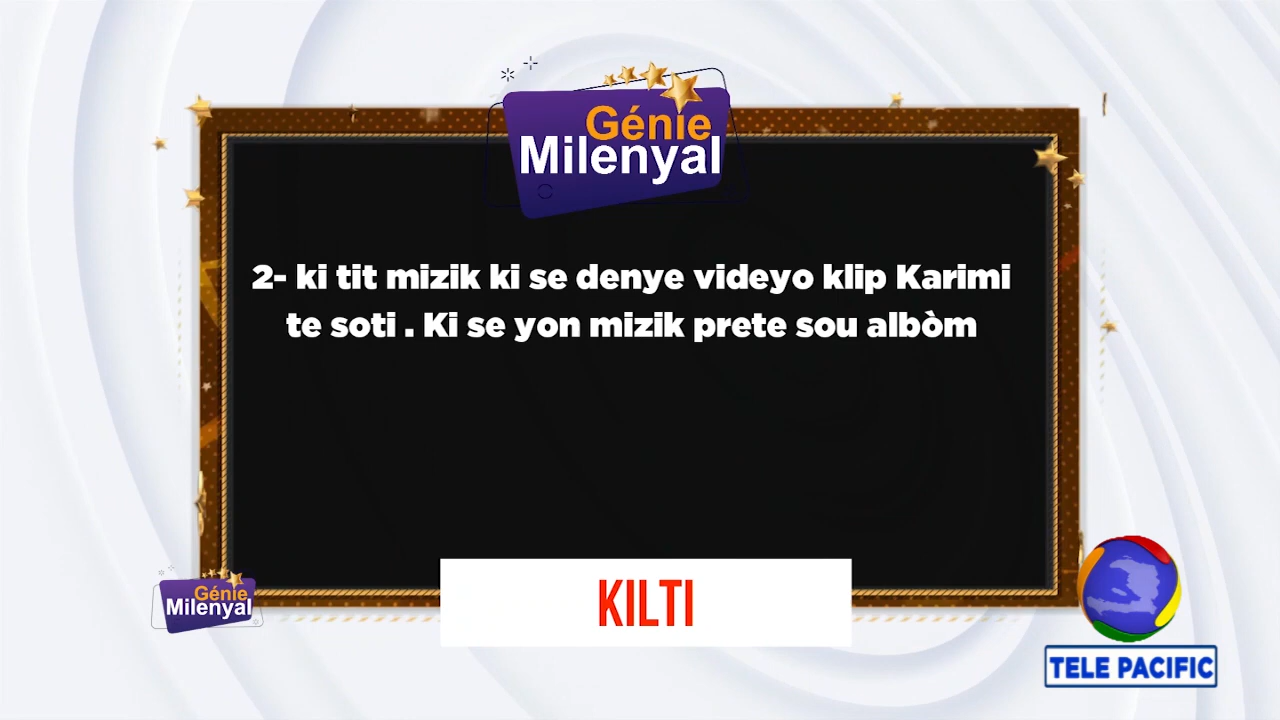 Génie
Milenyal
2- ki tit mizik ki se denye videyo klip Karimi
te soti . Ki se yon mizik prete sou albòm
KILTI
Génie
Milenyal
TELE PACIFIC